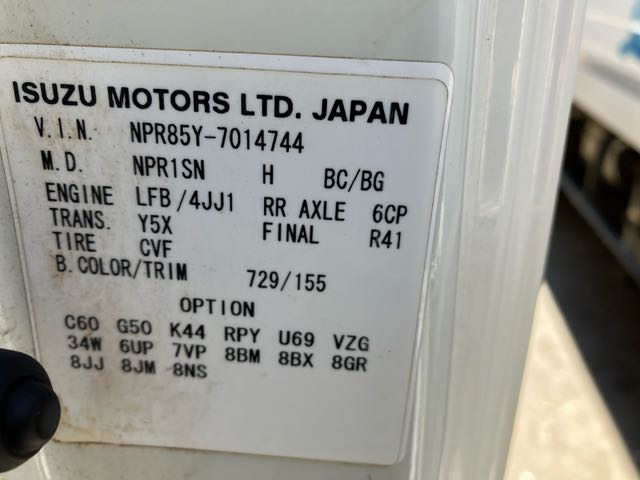 ISUZU MOTORS LTD. JAPAN
V.I.N. NPR85Y-7014744
M.D. NPR1SN H BC/BG
ENGINE LFB/4JJ1 RR AXLE 6CP
TRANS. Y5X FINAL R41
TIRE CVF
B.COLOR/TRIM 729/155
OPTION
C60 G50 K44 RPY U69 VZG
34W 6UP 7VP 8BM 8BX 8GR
8JJ 8JM 8NS